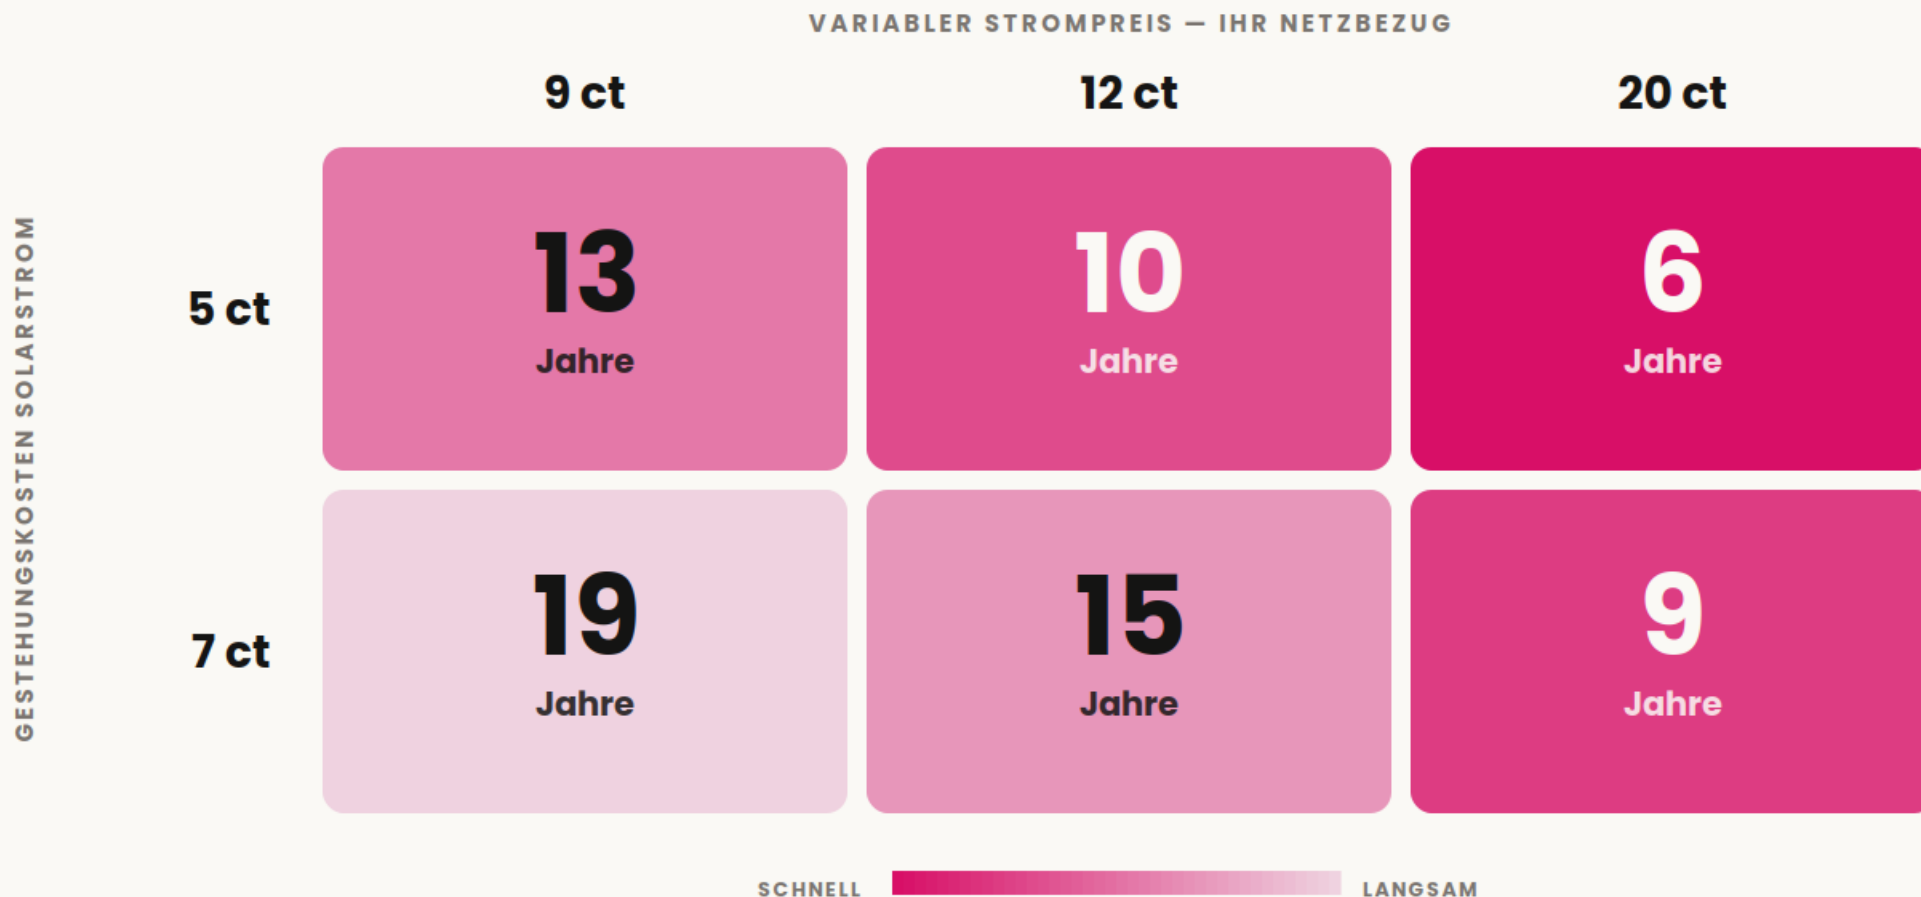 VARIABLER STROMPREIS — IHR NETZBEZUG
9 ct
12 ct
20 ct
GESTEHUNGSKOSTEN SOLARSTROM
5 ct
13
Jahre
10
Jahre
6
Jahre
7 ct
19
Jahre
15
Jahre
9
Jahre
SCHNELL
LANGSAM